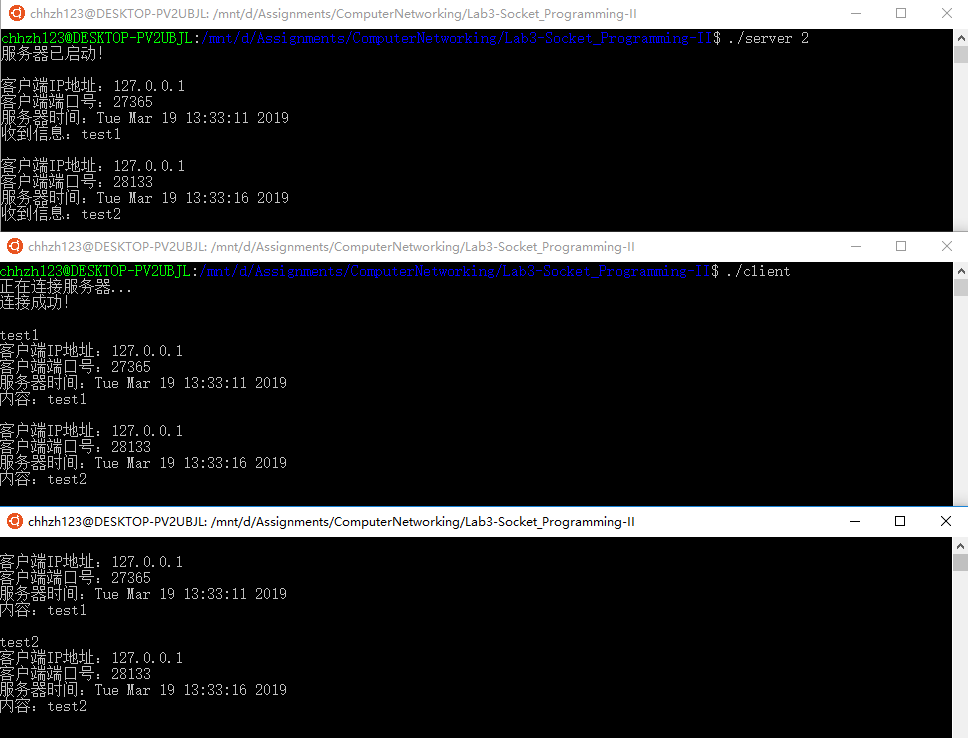 chhzh123@DESKTOP-PV2UBJL: /mnt/d/Assignments/ComputerNetworking/Lab3-Socket_Programming-II
chhzh123@DESKTOP-PV2UBJL:/mnt/d/Assignments/ComputerNetworking/Lab3-Socket_Programming-II$ ./server 2
服务器已启动!
客户端IP地址: 127.0.0.1
客户端端口号: 27365
服务器时间: Tue Mar 19 13:33:11 2019
收到信息: test1
客户端IP地址: 127.0.0.1
客户端端口号: 28133
服务器时间: Tue Mar 19 13:33:16 2019
收到信息: test2
chhzh123@DESKTOP-PV2UBJL: /mnt/d/Assignments/ComputerNetworking/Lab3-Socket_Programming-II
chhzh123@DESKTOP-PV2UBJL:/mnt/d/Assignments/ComputerNetworking/Lab3-Socket_Programming-II$ ./client
正在连接服务器...
连接成功!
test1
客户端IP地址: 127.0.0.1
客户端端口号: 27365
服务器时间: Tue Mar 19 13:33:11 2019
内容: test1
客户端IP地址: 127.0.0.1
客户端端口号: 28133
服务器时间: Tue Mar 19 13:33:16 2019
内容: test2
chhzh123@DESKTOP-PV2UBJL: /mnt/d/Assignments/ComputerNetworking/Lab3-Socket_Programming-II
客户端IP地址: 127.0.0.1
客户端端口号: 27365
服务器时间: Tue Mar 19 13:33:11 2019
内容: test1
test2
客户端IP地址: 127.0.0.1
客户端端口号: 28133
服务器时间: Tue Mar 19 13:33:16 2019
内容: test2